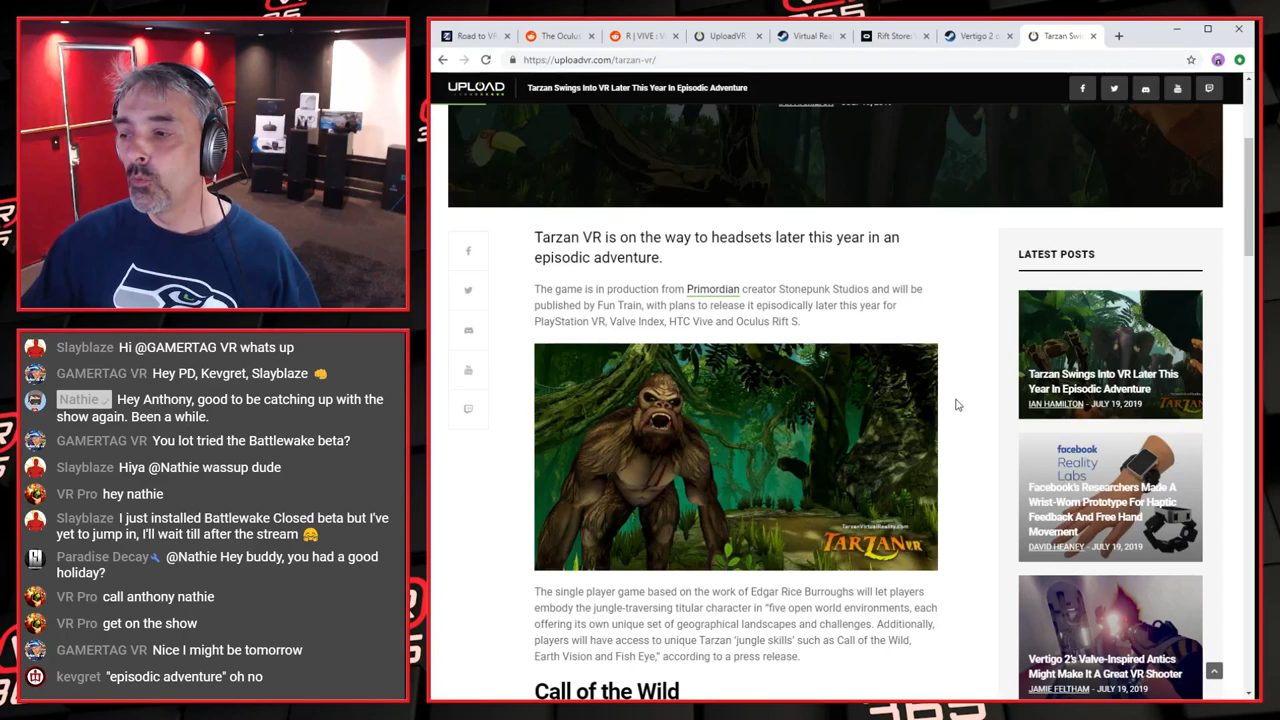 Road to VR
The Oculus
R | VIVE : V
UploadVR
Virtual Rea
Rift Store:
Vertigo 2 o
Tarzan Swi
https://uploadvr.com/tarzan-vr/
UPLOAD
Tarzan Swings Into VR Later This Year In Episodic Adventure
Tarzan VR is on the way to headsets later this year in an
episodic adventure.
The game is in production from Primordian creator Stonepunk Studios and will be
published by Fun Train, with plans to release it episodically later this year for
PlayStation VR, Valve Index, HTC Vive and Oculus Rift S.
TarzanVirtualReality.com
TARZAN VR
The single player game based on the work of Edgar Rice Burroughs will let players
embody the jungle-traversing titular character in “five open world environments, each
offering its own unique set of geographical landscapes and challenges. Additionally,
players will have access to unique Tarzan ‘jungle skills’ such as Call of the Wild,
Earth Vision and Fish Eye,” according to a press release.
Call of the Wild
LATEST POSTS
Tarzan Swings Into VR Later This
Year In Episodic Adventure
IAN HAMILTON - JULY 19, 2019
TARZAN
facebook
Reality
Labs
Facebook's Researchers Made A
Wrist-Worn Prototype For Haptic
Feedback And Free Hand
Movement
DAVID HEANEY - JULY 19, 2019
Vertigo 2's Valve-Inspired Antics
Might Make It A Great VR Shooter
JAMIE FELTHAM - JULY 19, 2019
Slayblaze Hi @GAMERTAG VR whats up
GAMERTAG VR Hey PD, Kevgret, Slayblaze
Nathie Hey Anthony, good to be catching up with the
show again. Been a while.
GAMERTAG VR You lot tried the Battlewake beta?
Slayblaze Hiya @Nathie wassup dude
VR Pro hey nathie
Slayblaze I just installed Battlewake Closed beta but I've
yet to jump in, I'll wait till after the stream
Paradise Decay @Nathie Hey buddy, you had a good
holiday?
VR Pro call anthony nathie
VR Pro get on the show
GAMERTAG VR Nice I might be tomorrow
kevgret "episodic adventure" oh no
365